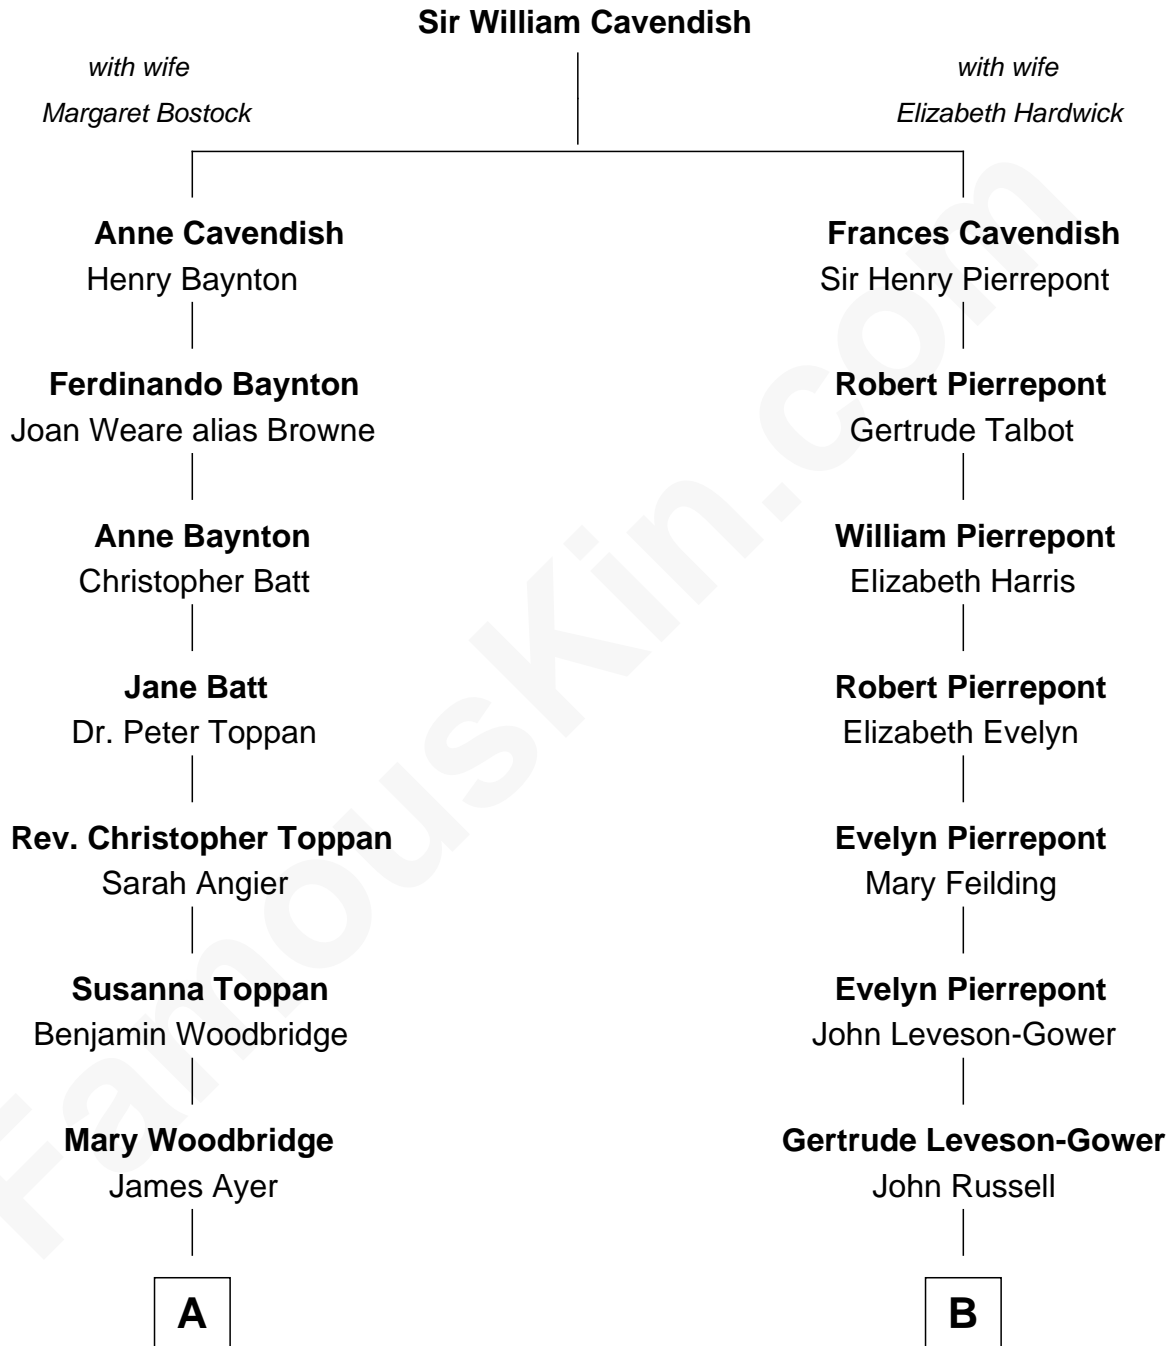 Sir William Cavendish
with wife
Margaret Bostock
with wife
Elizabeth Hardwick
Anne Cavendish
Henry Baynton
Frances Cavendish
Sir Henry Pierrepont
Ferdinando Baynton
Joan Weare alias Browne
Robert Pierrepont
Gertrude Talbot
Anne Baynton
Christopher Batt
William Pierrepont
Elizabeth Harris
Jane Batt
Dr. Peter Toppan
Robert Pierrepont
Elizabeth Evelyn
Rev. Christopher Toppan
Sarah Angier
Evelyn Pierrepont
Mary Feilding
Susanna Toppan
Benjamin Woodbridge
Evelyn Pierrepont
John Leveson-Gower
Mary Woodbridge
James Ayer
Gertrude Leveson-Gower
John Russell
A
B
FamousKin.com